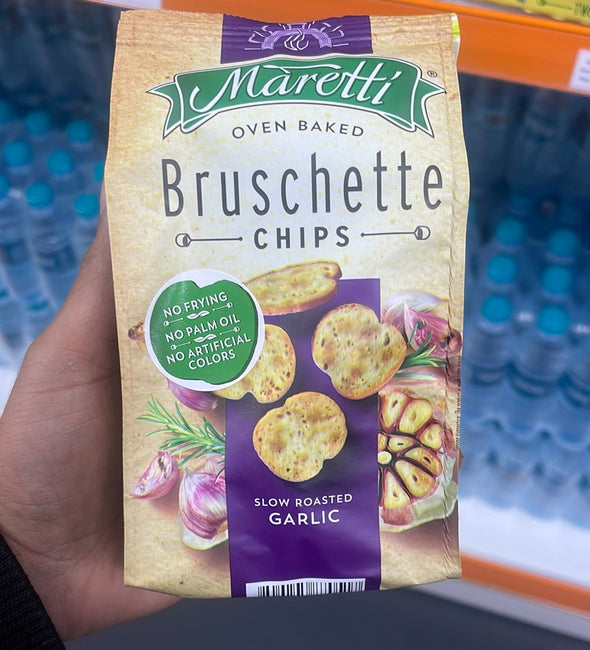 Maretti®
OVEN BAKED
Bruschette
CHIPS
NO FRYING
NO PALM OIL
NO ARTIFICIAL
COLORS
SLOW ROASTED
GARLIC